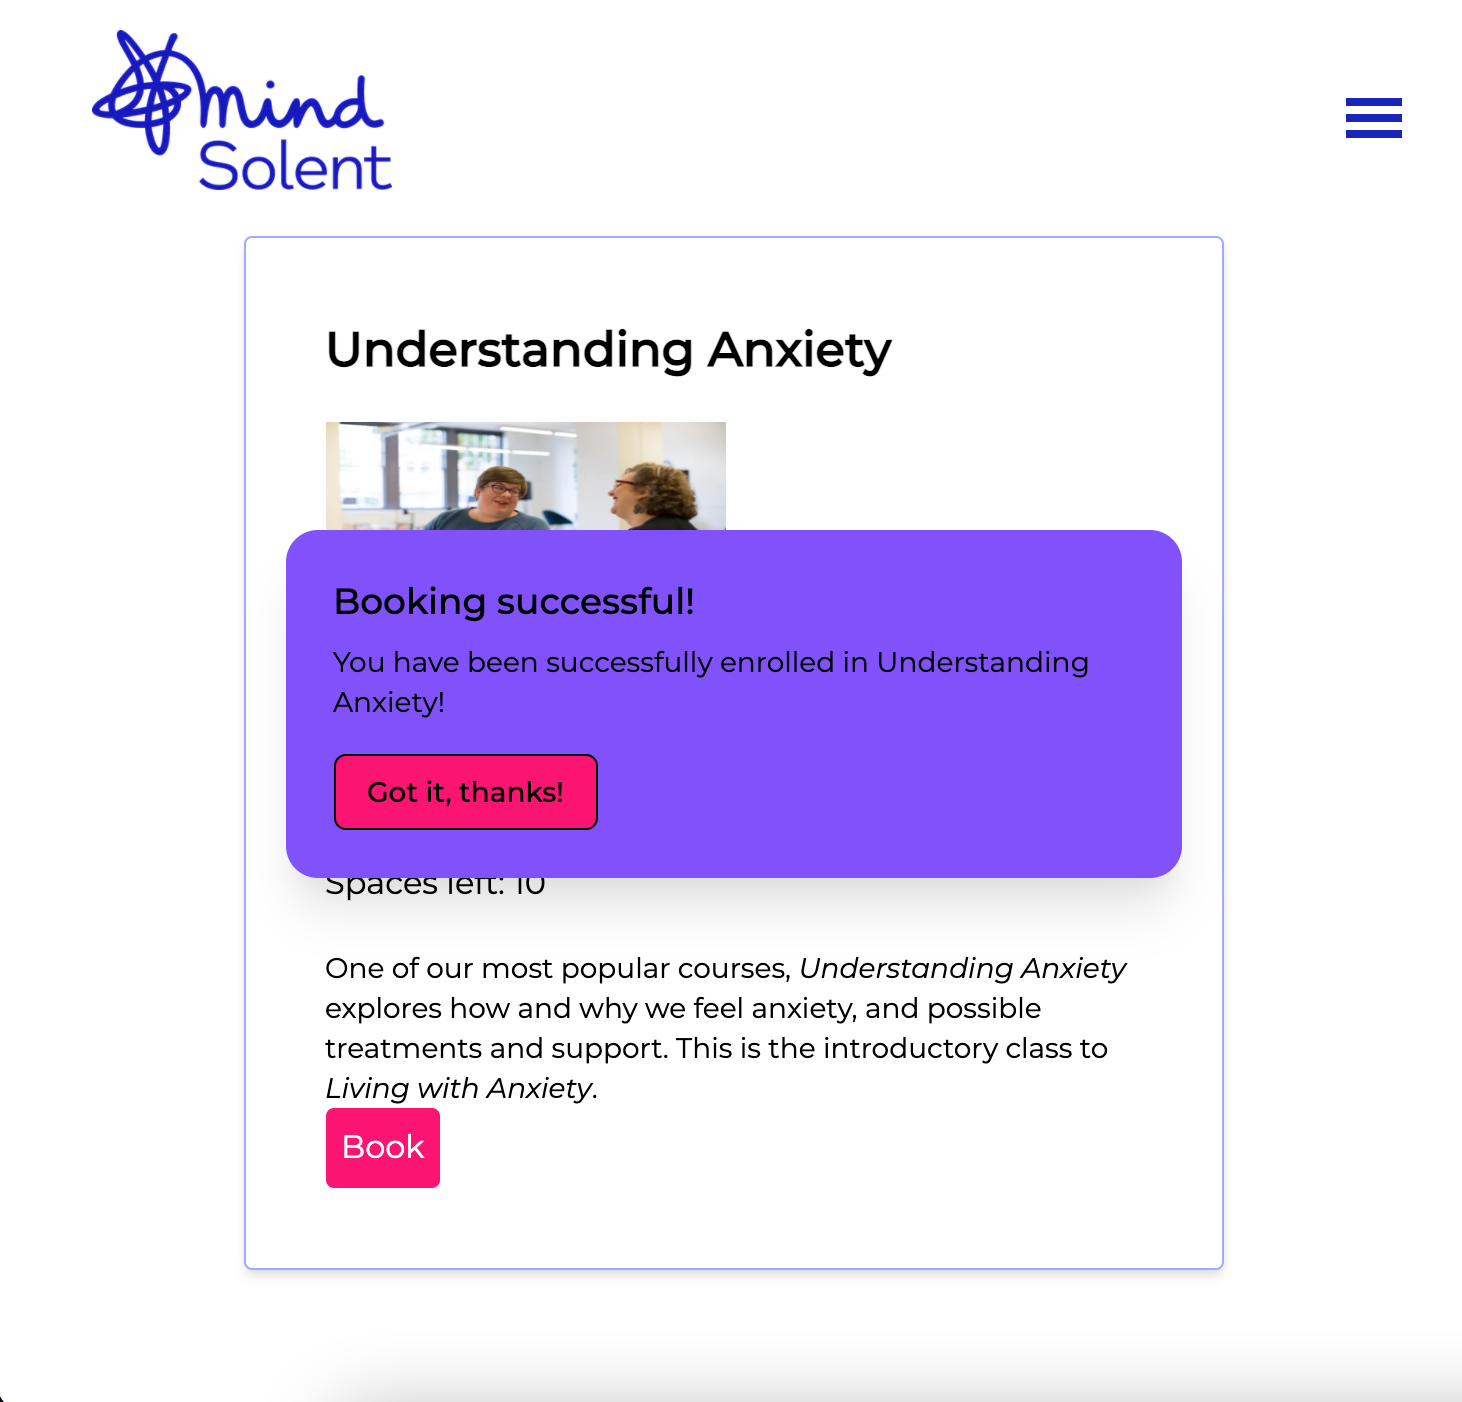 mind
Solent
Understanding Anxiety
Booking successful!
You have been successfully enrolled in Understanding
Anxiety!
Got it, thanks!
Spaces left: 10
One of our most popular courses, Understanding Anxiety
explores how and why we feel anxiety, and possible
treatments and support. This is the introductory class to
Living with Anxiety.
Book